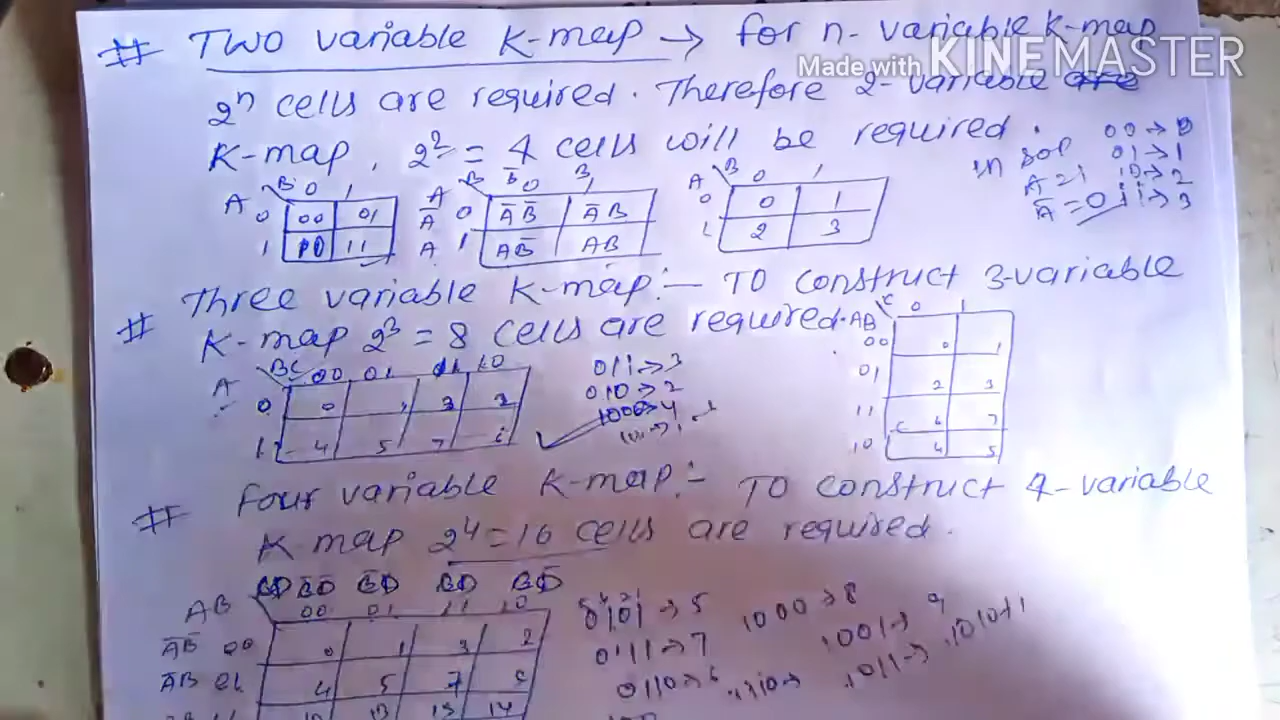 # Two variable K-map → for n-variable K-map
Made with KINEMASTER
2ⁿ cells are required. Therefore 2-variable
K-map, 2² = 4 cells will be required.
in SOP
A = 1
Ā = 0
00 → 0
01 → 1
10 → 2
11 → 3
A B 0 1
0 00 01
1 10 11
A B B̄ 0 B 1
Ā 0 ĀB̄ ĀB
A 1 AB̄ AB
A B 0 1
0 0 1
1 2 3
# Three variable K-map:- To construct 3-variable
K-map 2³ = 8 cells are required.
A BC 00 01 11 10
0 0 1 3 2
1 4 5 7 6
011 → 3
010 → 2
100 → 4
AB C 0 1
00 0 1
01 2 3
11 6 7
10 4 5
# Four variable K-map:- To construct 4-variable
K-map 2⁴ = 16 cells are required.
AB CD C̄D̄ C̄D CD CD̄
00 01 11 10
ĀB̄ 00 0 1 3 2
ĀB 01 4 5 7 6
12 13 15 14
0101 → 5
0111 → 7
0110 → 6
1000 → 8
1001 → 9
1011 →